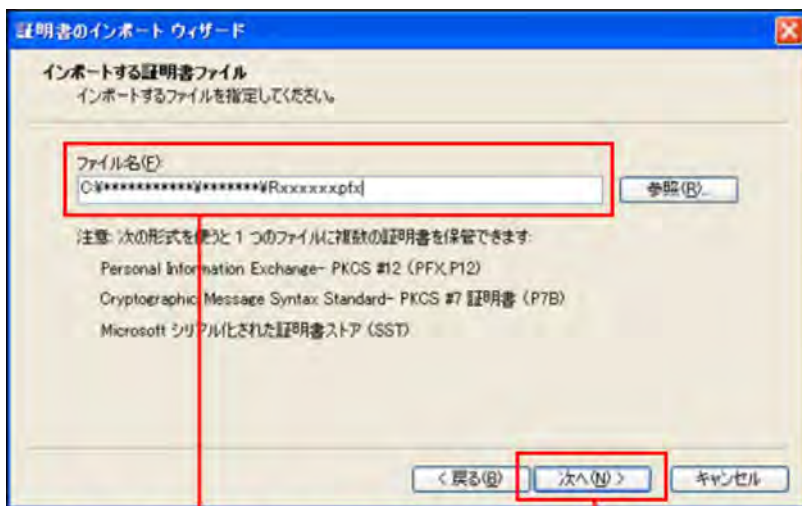 証明書のインポート ウィザード
インポートする証明書ファイル
インポートするファイルを指定してください。
ファイル名(F):
C:¥***********¥*******¥Rxxxxxxpfx
参照(R)...
注意: 次の形式を使うと 1 つのファイルに複数の証明書を保管できます:
Personal Information Exchange- PKCS #12 (PFX,P12)
Cryptographic Message Syntax Standard- PKCS #7 証明書 (P7B)
Microsoft シリアル化された証明書ストア (SST)
< 戻る(B) 次へ(N) > キャンセル